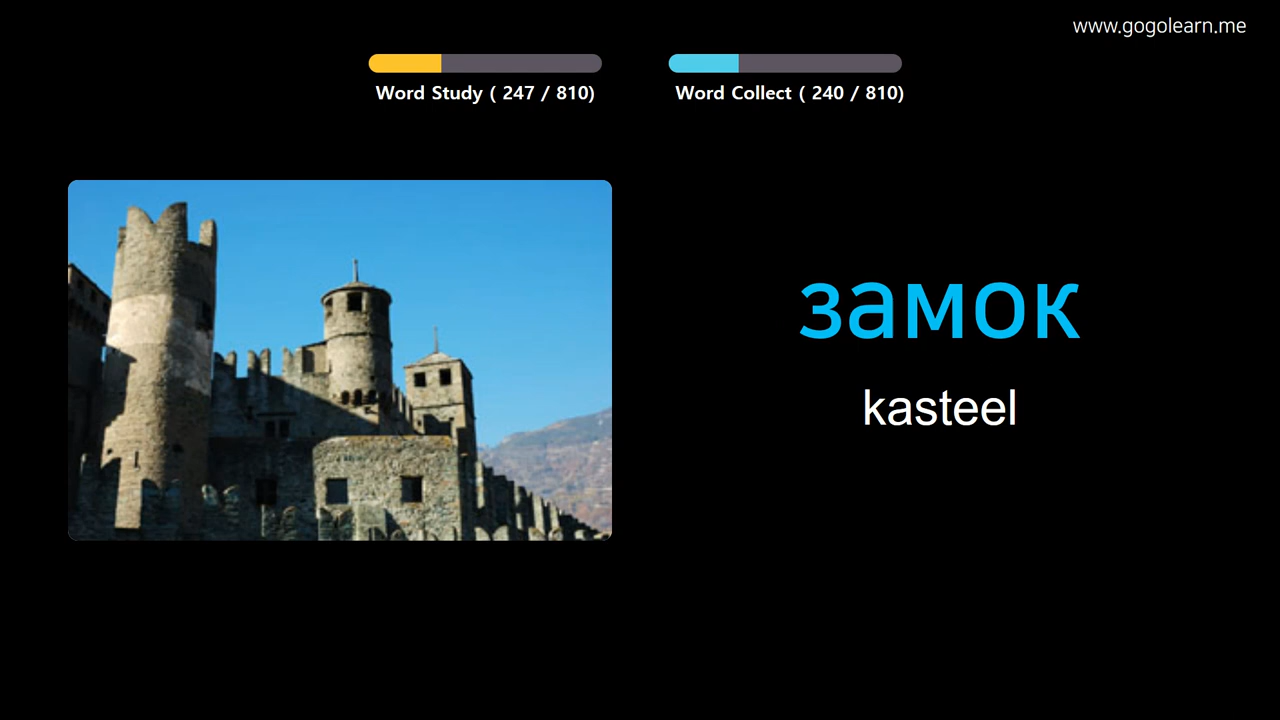 www.gogolearn.me
Word Study ( 247 / 810)
Word Collect ( 240 / 810)
замок
kasteel